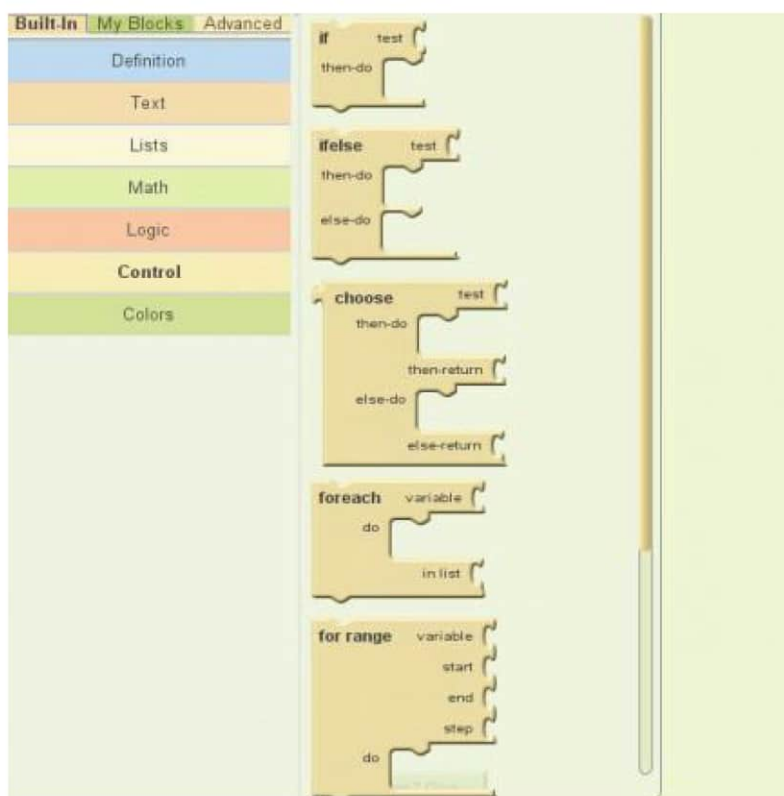 Built-In My Blocks Advanced
Definition
Text
Lists
Math
Logic
Control
Colors
if test
then-do
ifelse test
then-do
else-do
choose test
then-do
then-return
else-do
else-return
foreach variable
do
in list
for range variable
start
end
step
do